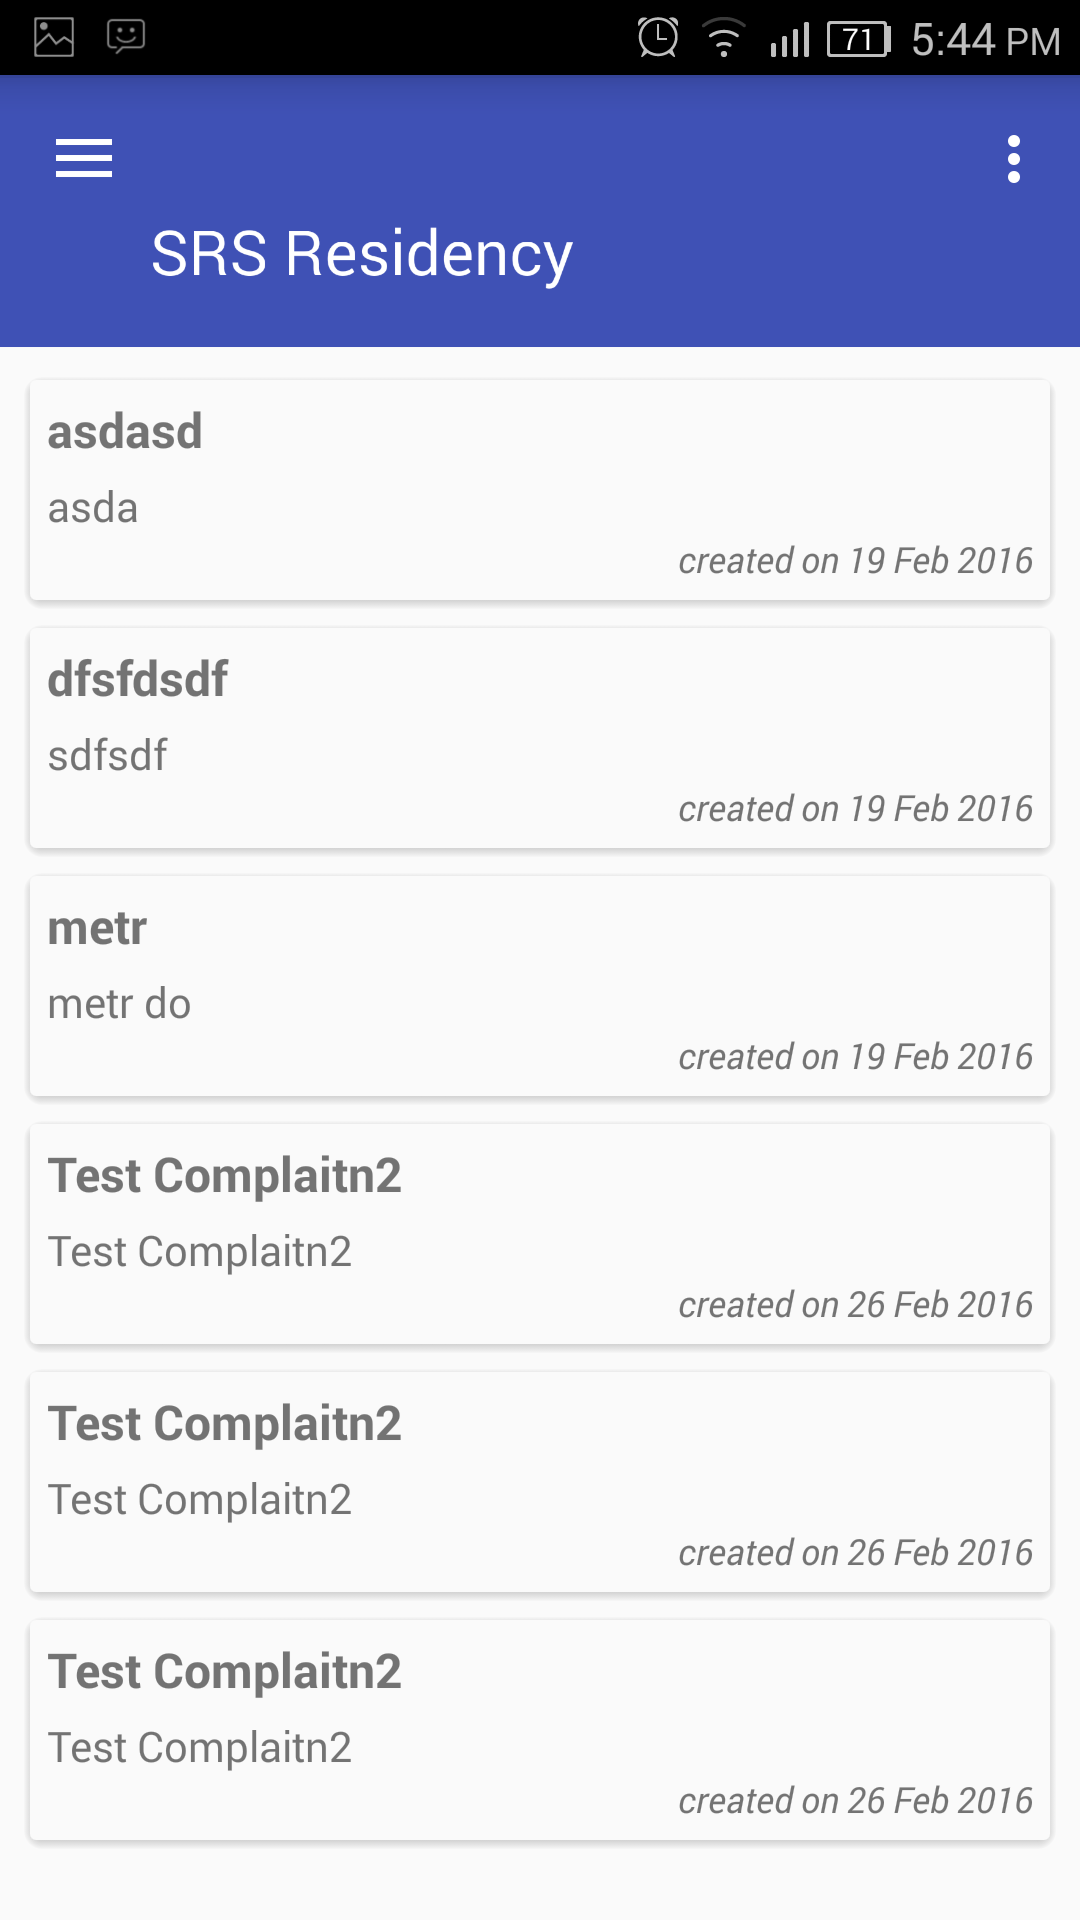 71 5:44 PM
SRS Residency
asdasd
asda
created on 19 Feb 2016
dfsfdsdf
sdfsdf
created on 19 Feb 2016
metr
metr do
created on 19 Feb 2016
Test Complaitn2
Test Complaitn2
created on 26 Feb 2016
Test Complaitn2
Test Complaitn2
created on 26 Feb 2016
Test Complaitn2
Test Complaitn2
created on 26 Feb 2016